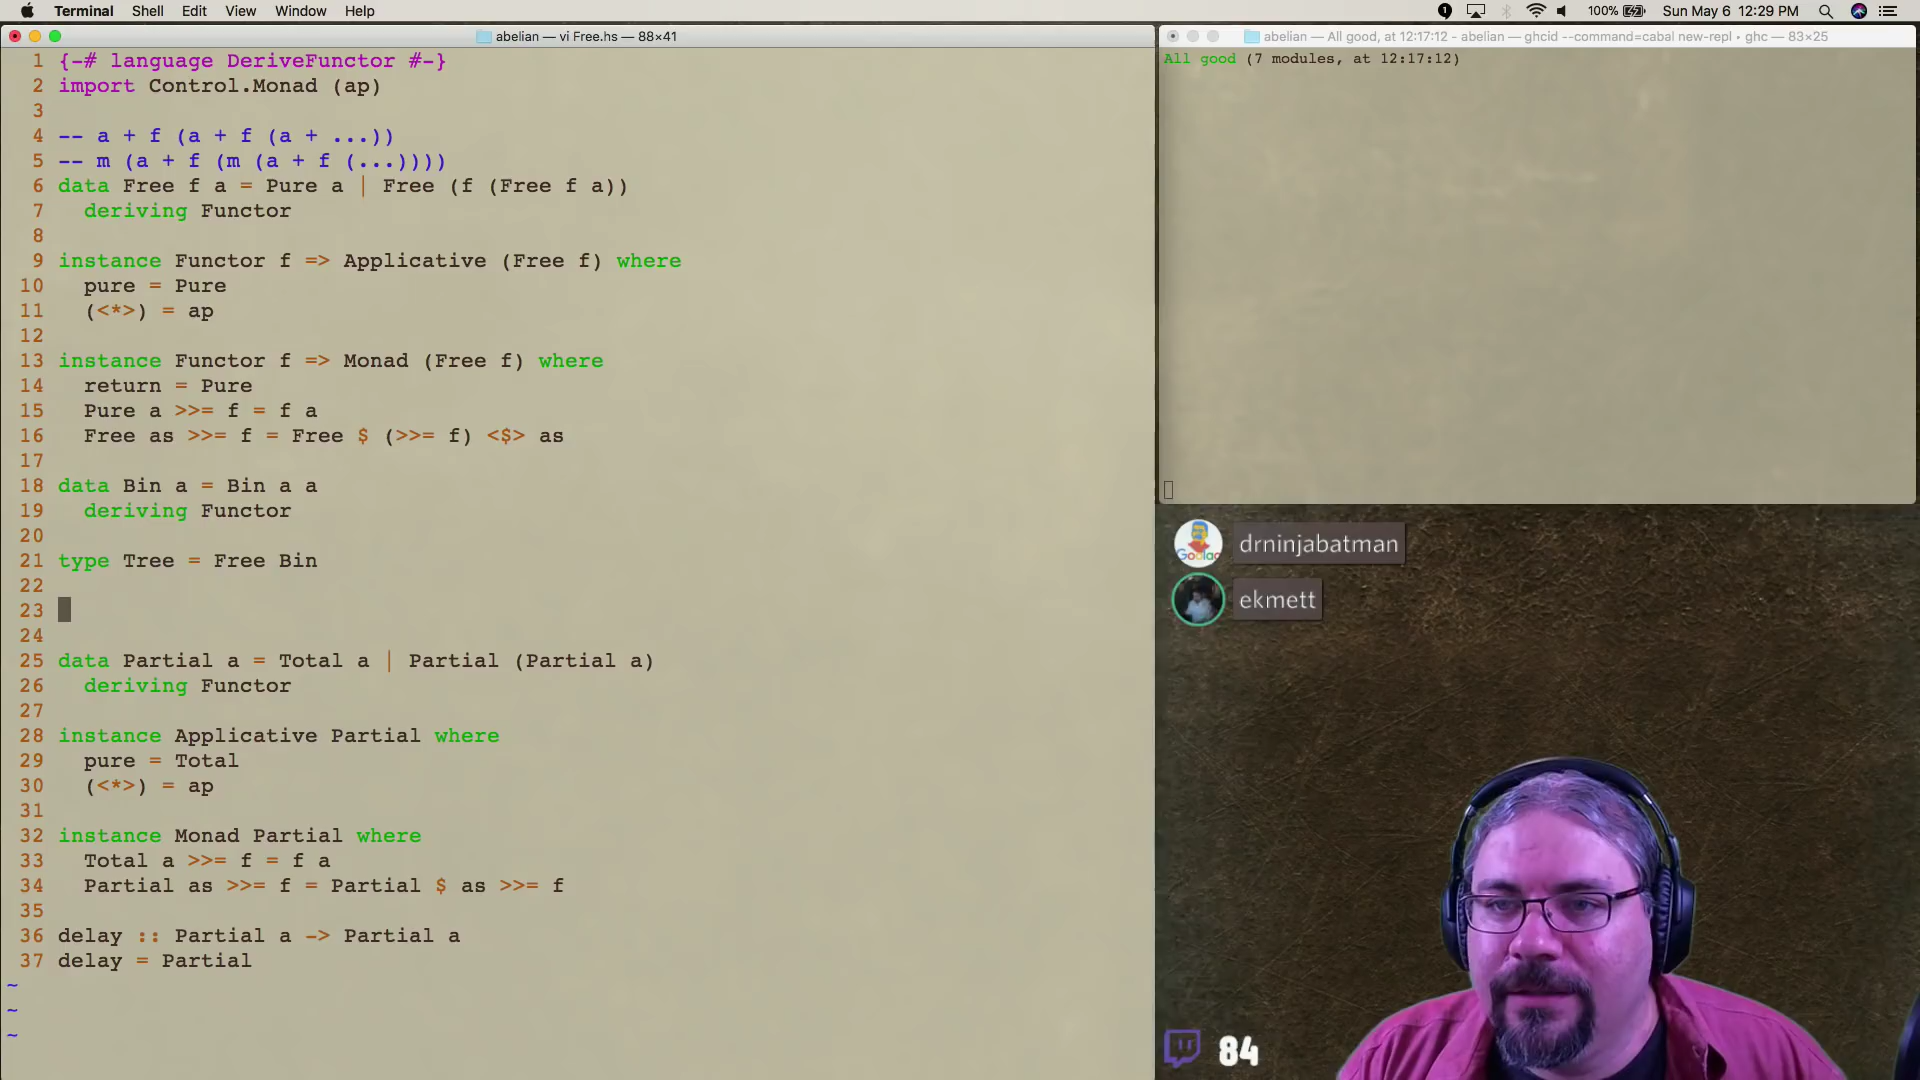 Terminal Shell Edit View Window Help
1 100% Sun May 6 12:29 PM
abelian — vi Free.hs — 88×41
1 {-# language DeriveFunctor #-}
2 import Control.Monad (ap)
3
4 -- a + f (a + f (a + ...))
5 -- m (a + f (m (a + f (...))))
6 data Free f a = Pure a | Free (f (Free f a))
7 deriving Functor
8
9 instance Functor f => Applicative (Free f) where
10 pure = Pure
11 (<*>) = ap
12
13 instance Functor f => Monad (Free f) where
14 return = Pure
15 Pure a >>= f = f a
16 Free as >>= f = Free $ (>>= f) <$> as
17
18 data Bin a = Bin a a
19 deriving Functor
20
21 type Tree = Free Bin
22
23
24
25 data Partial a = Total a | Partial (Partial a)
26 deriving Functor
27
28 instance Applicative Partial where
29 pure = Total
30 (<*>) = ap
31
32 instance Monad Partial where
33 Total a >>= f = f a
34 Partial as >>= f = Partial $ as >>= f
35
36 delay :: Partial a -> Partial a
37 delay = Partial
~
~
~
abelian — All good, at 12:17:12 - abelian — ghcid --command=cabal new-repl • ghc — 83×25
All good (7 modules, at 12:17:12)
drninjabatman
ekmett
84